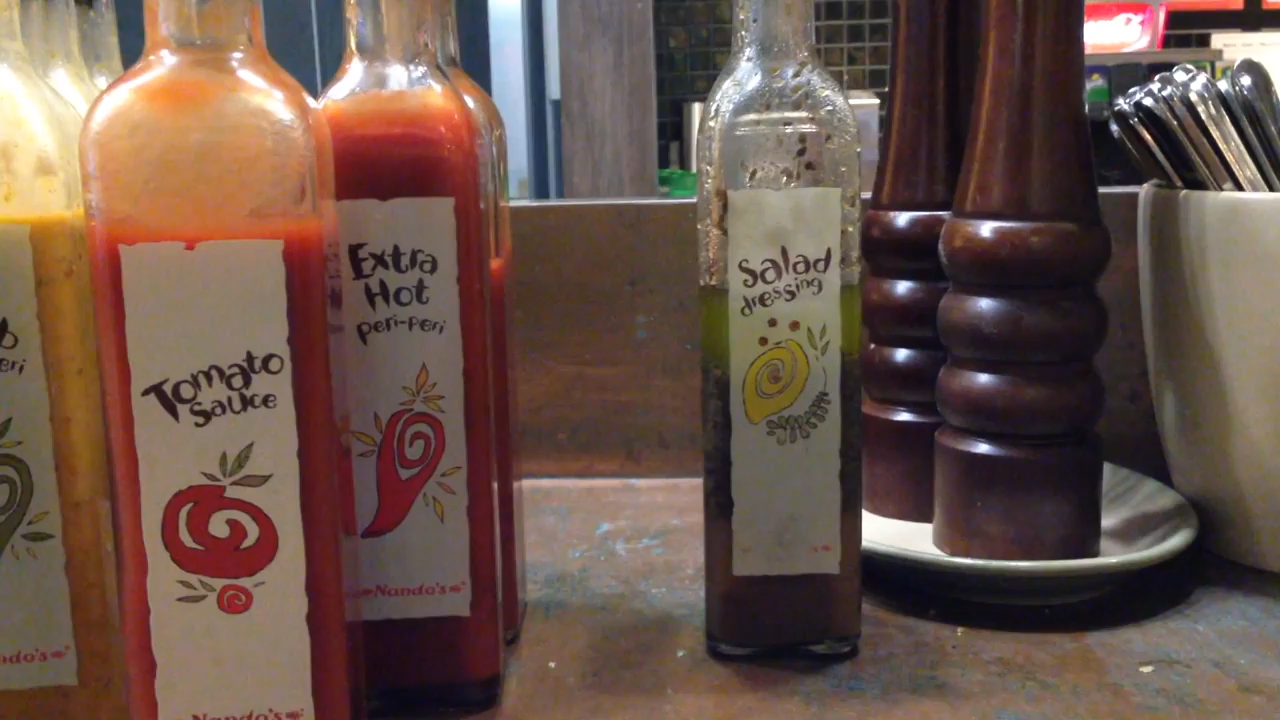 Tomato
Sauce
Nando's
Extra
Hot
peri-peri
Nando's
Salad
dressing